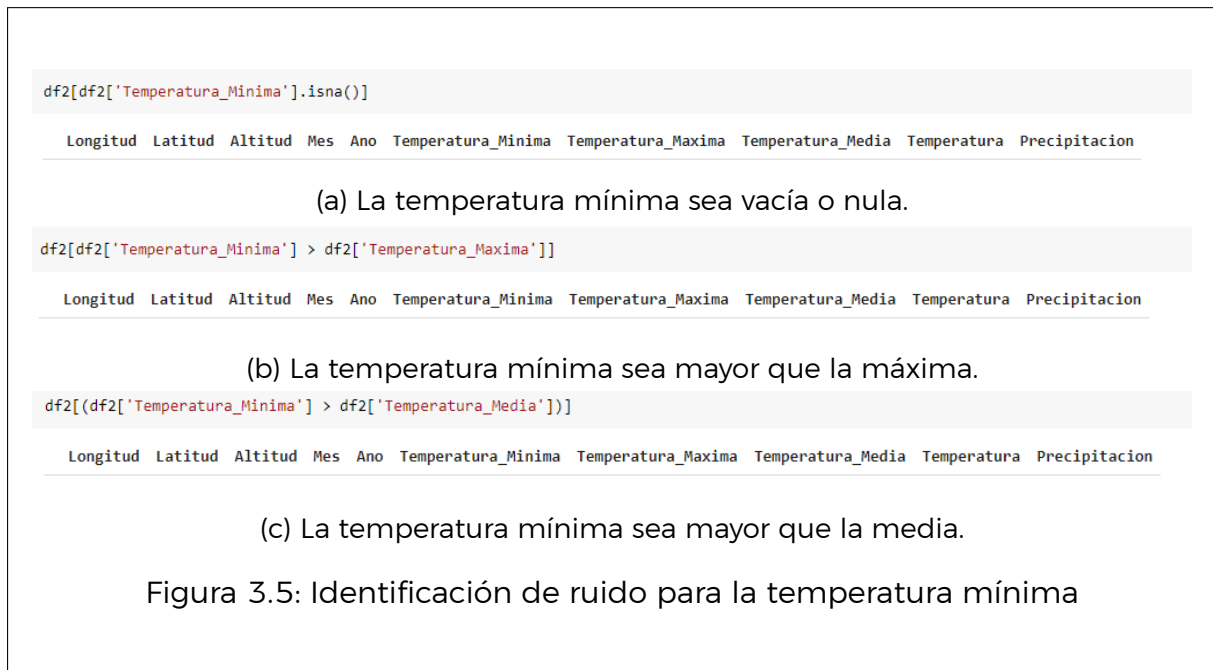 df2[df2['Temperatura_Minima'].isna()]
Longitud Latitud Altitud Mes Ano Temperatura_Minima Temperatura_Maxima Temperatura_Media Temperatura Precipitacion
(a) La temperatura mínima sea vacía o nula.
df2[df2['Temperatura_Minima'] > df2['Temperatura_Maxima']]
Longitud Latitud Altitud Mes Ano Temperatura_Minima Temperatura_Maxima Temperatura_Media Temperatura Precipitacion
(b) La temperatura mínima sea mayor que la máxima.
df2[(df2['Temperatura_Minima'] > df2['Temperatura_Media'])]
Longitud Latitud Altitud Mes Ano Temperatura_Minima Temperatura_Maxima Temperatura_Media Temperatura Precipitacion
(c) La temperatura mínima sea mayor que la media.
Figura 3.5: Identificación de ruido para la temperatura mínima